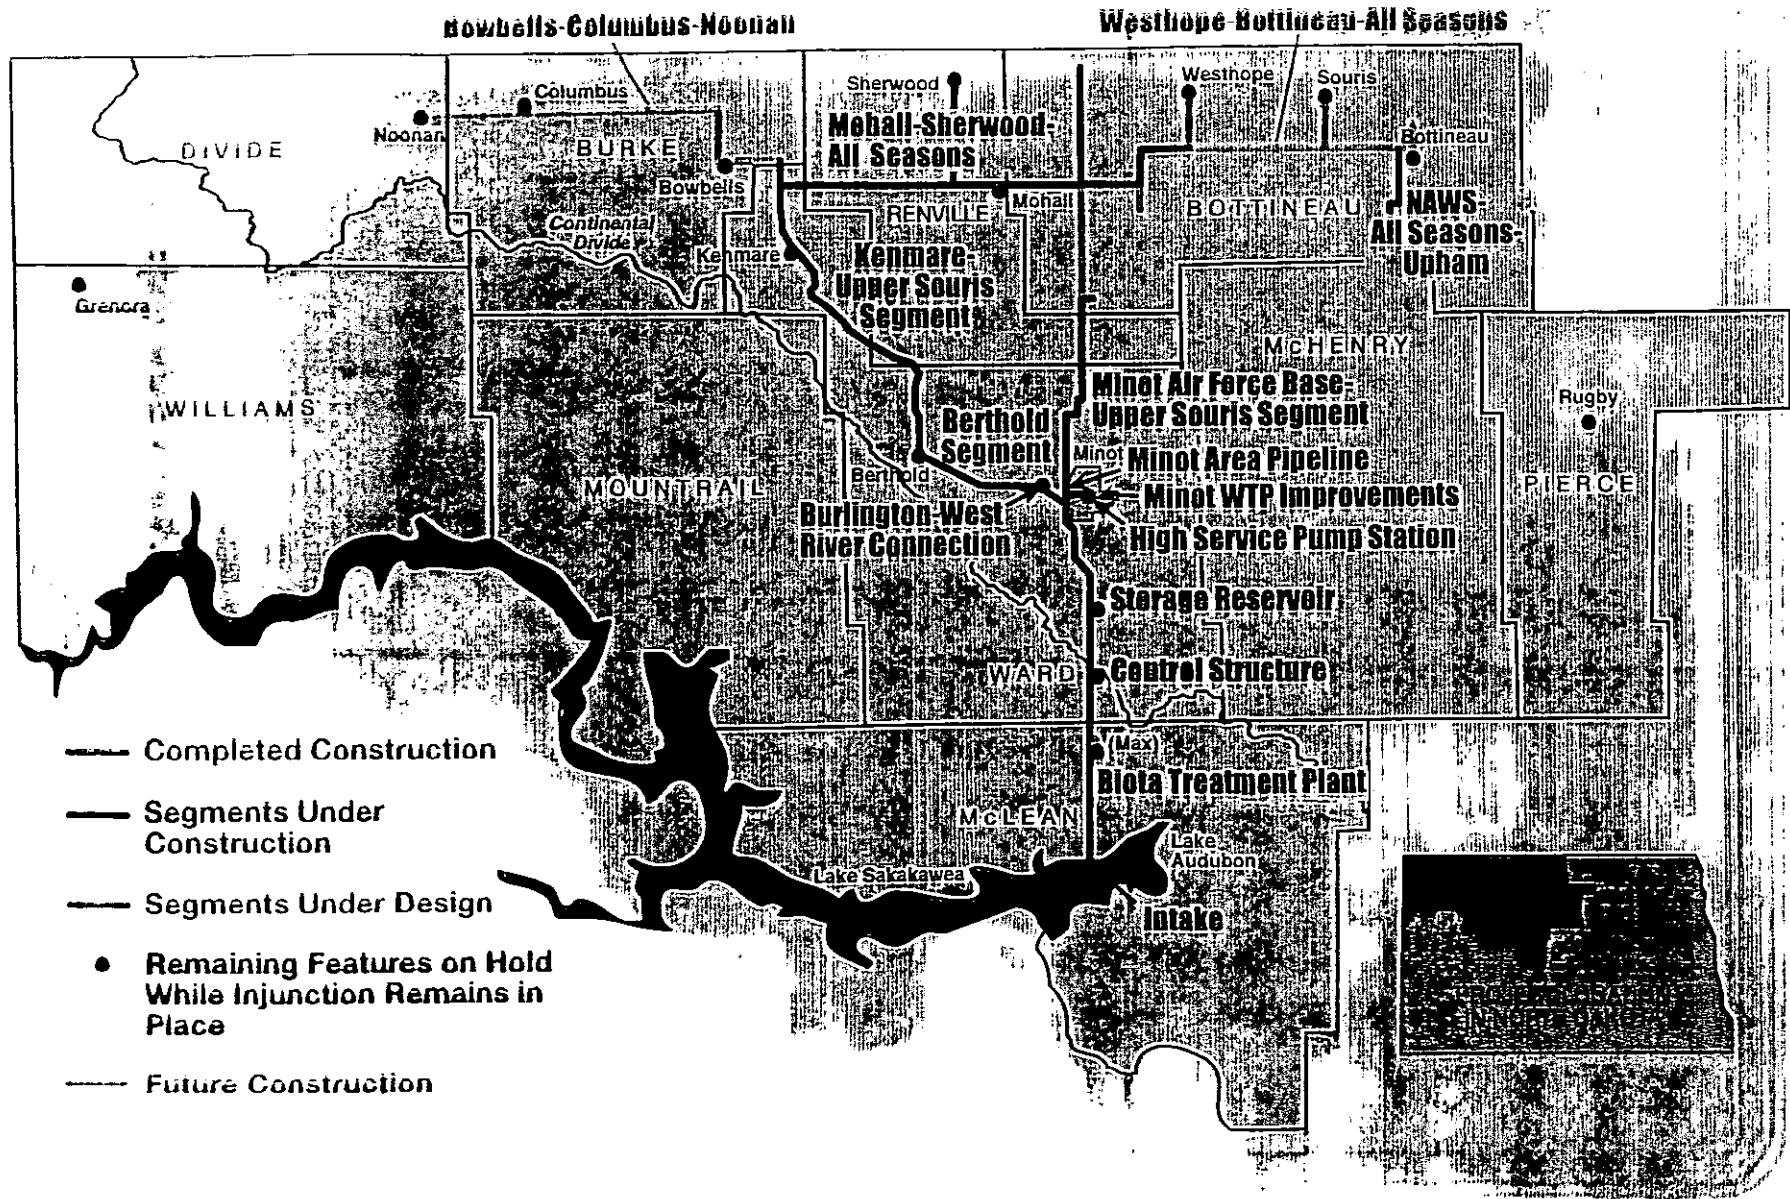 Bowbells-Columbus-Noonan
Westhope-Bottineau-All Seasons
Columbus
Noonan
DIVIDE
BURKE
Bowbells
Sherwood
Mohall-Sherwood-
All Seasons
Westhope
Souris
Bottineau
Mohall
RENVILLE
BOTTINEAU
NAWS-
All Seasons-
Upham
Continental
Divide
Kenmare
Kenmare-
Upper Souris
Segment
Grenora
McHENRY
WILLIAMS
Minot Air Force Base-
Upper Souris Segment
Rugby
Berthold
Segment
Minot
Minot Area Pipeline
Berthold
MOUNTRAIL
Minot WTP Improvements
PIERCE
Burlington-West
River Connection
High Service Pump Station
Storage Reservoir
WARD
Control Structure
(Max)
Biota Treatment Plant
McLEAN
Lake
Audubon
Lake Sakakawea
Intake
Completed Construction
Segments Under
Construction
Segments Under Design
Remaining Features on Hold
While Injunction Remains in
Place
Future Construction